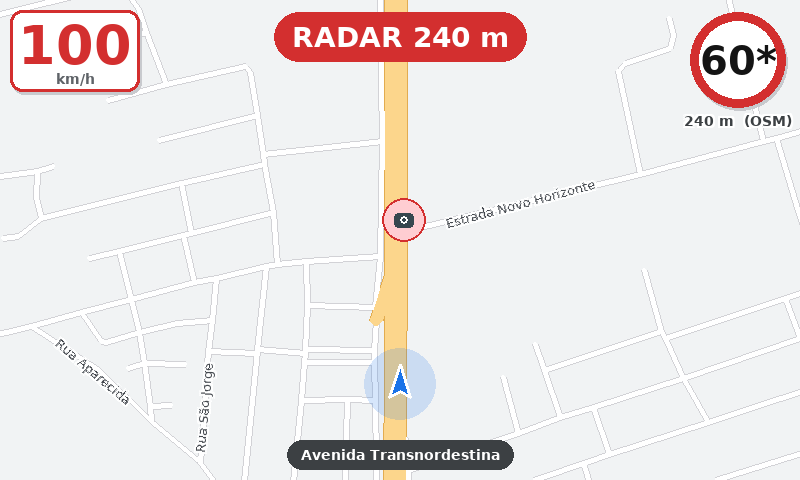 100
km/h
RADAR 240 m
60*
240 m (OSM)
Estrada Novo Horizonte
Rua Aparecida
Rua São Jorge
Avenida Transnordestina